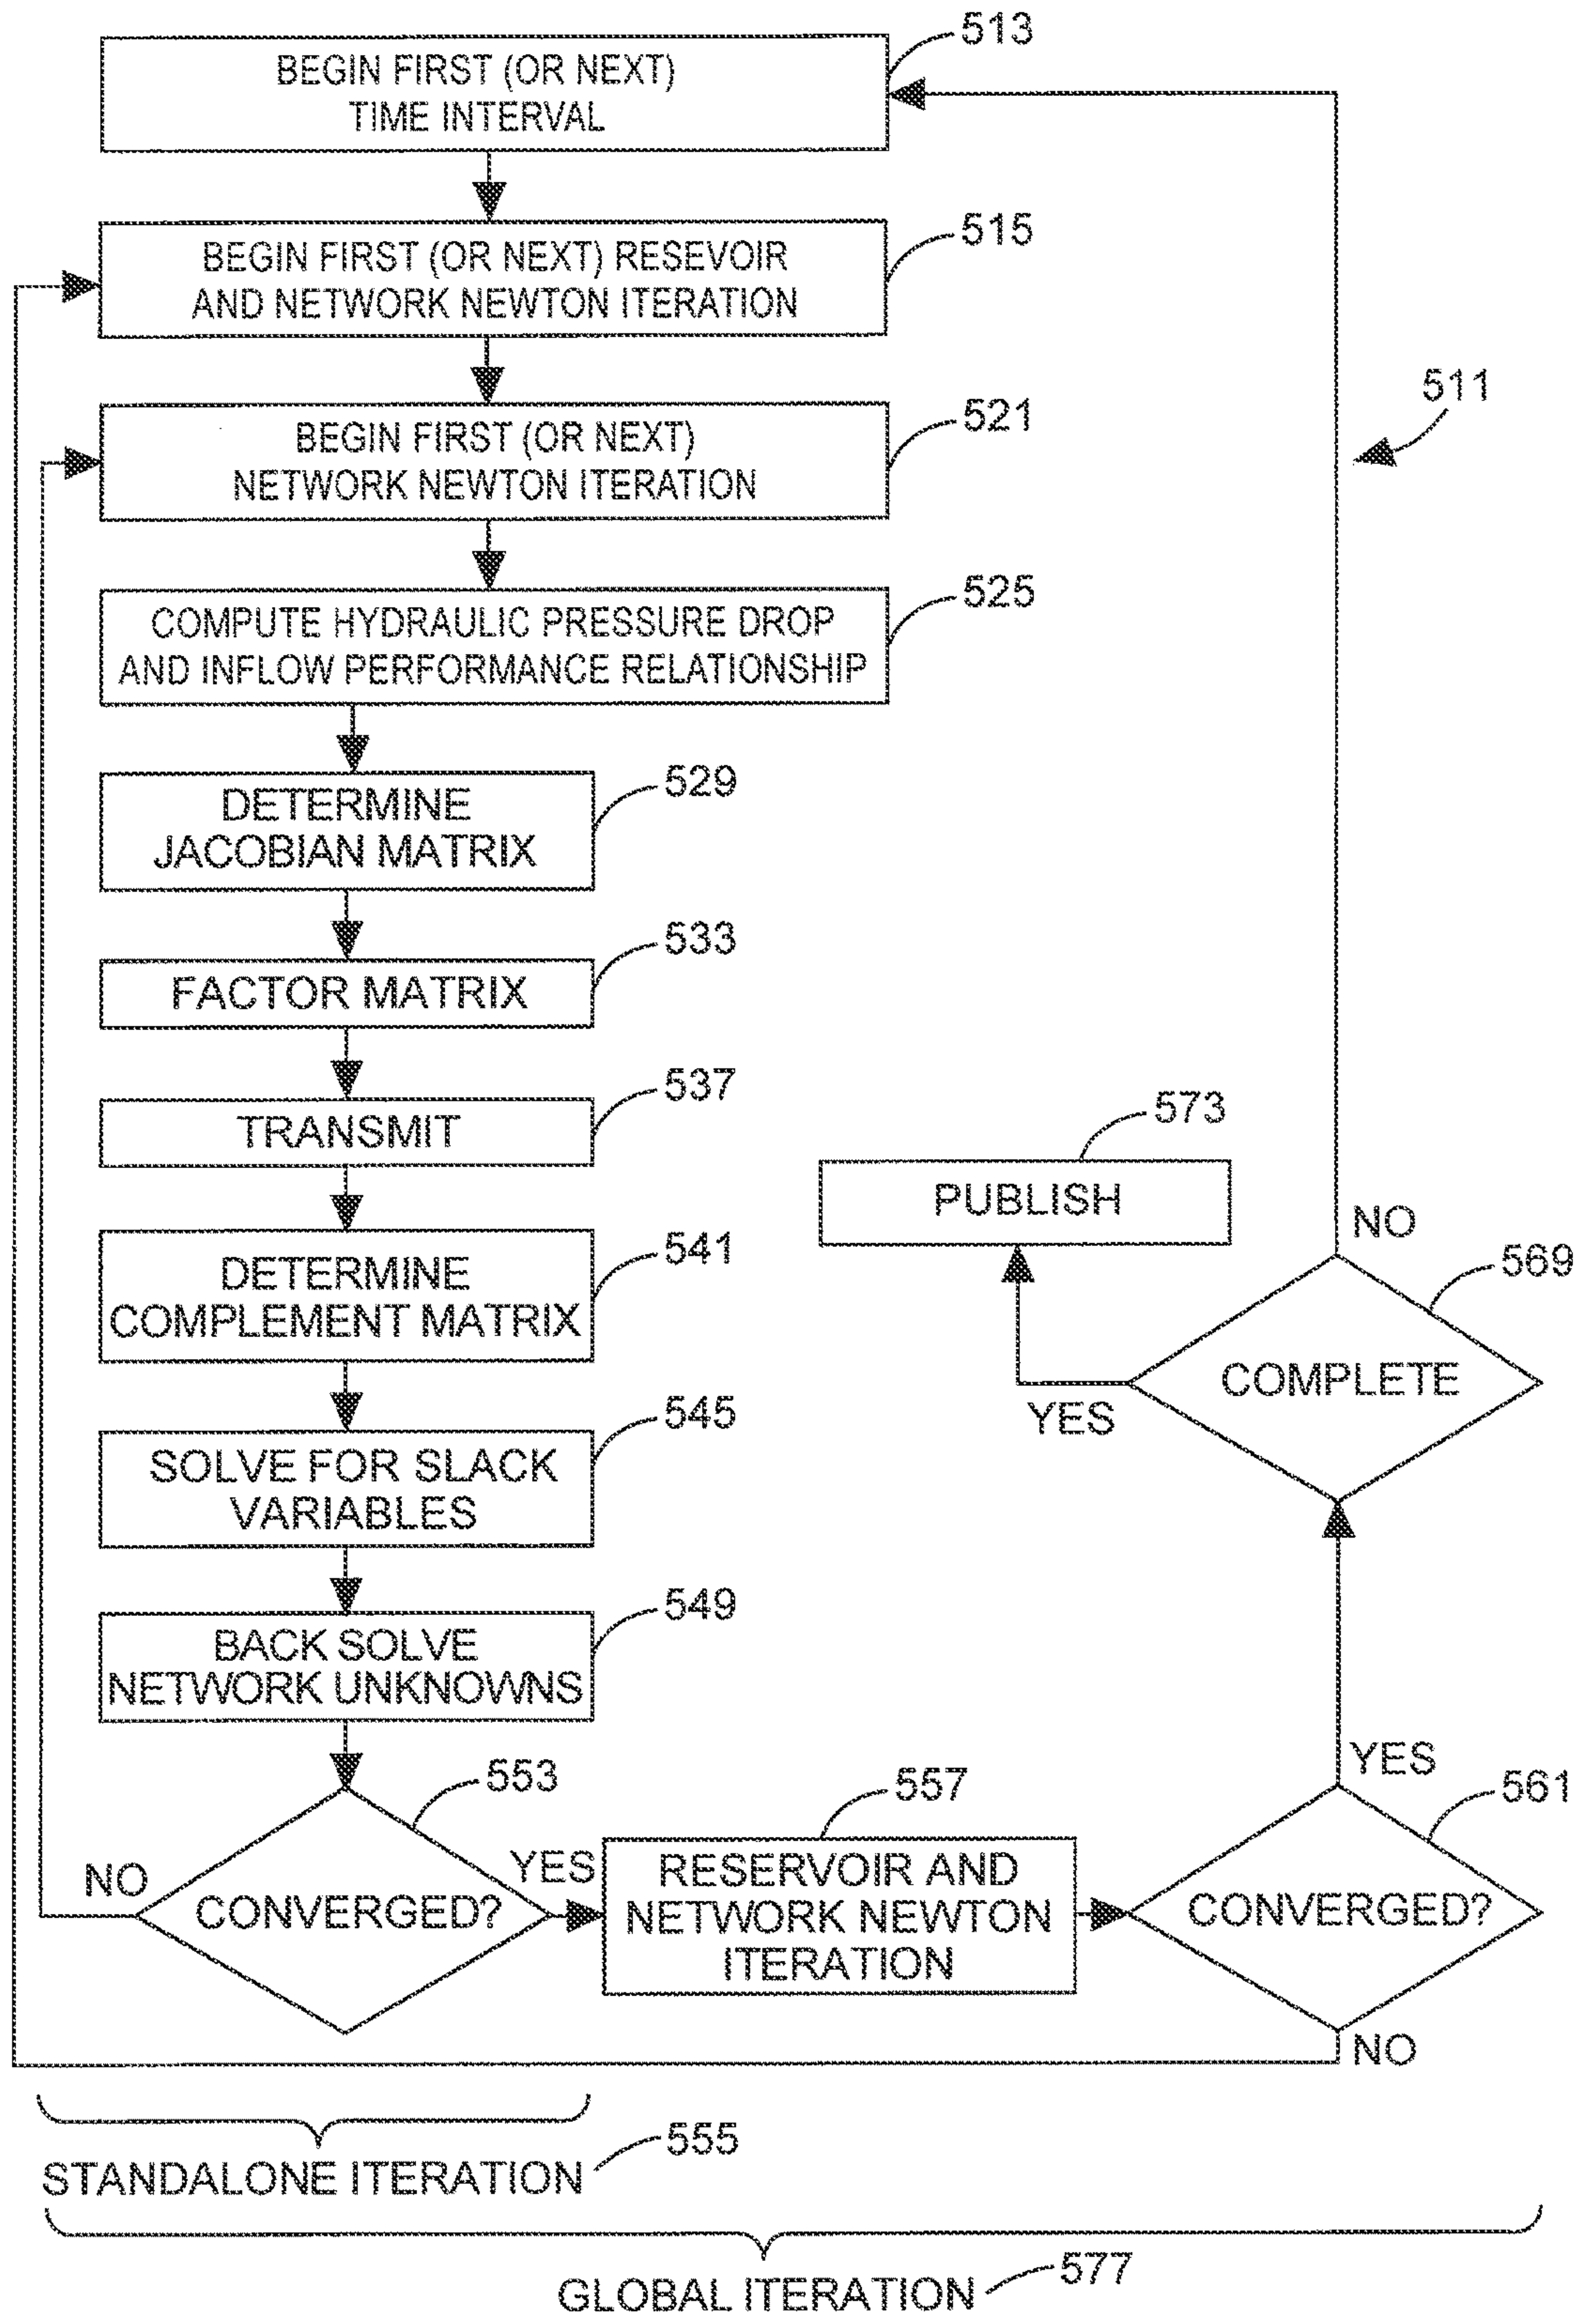 513
BEGIN FIRST (OR NEXT)
TIME INTERVAL
515
BEGIN FIRST (OR NEXT) RESEVOIR
AND NETWORK NEWTON ITERATION
511
521
BEGIN FIRST (OR NEXT)
NETWORK NEWTON ITERATION
525
COMPUTE HYDRAULIC PRESSURE DROP
AND INFLOW PERFORMANCE RELATIONSHIP
529
DETERMINE
JACOBIAN MATRIX
533
FACTOR MATRIX
537
TRANSMIT
573
PUBLISH
NO
541
DETERMINE
COMPLEMENT MATRIX
569
COMPLETE
YES
545
SOLVE FOR SLACK
VARIABLES
549
BACK SOLVE
NETWORK UNKNOWNS
553
CONVERGED?
NO
YES
557
RESERVOIR AND
NETWORK NEWTON
ITERATION
YES
561
CONVERGED?
NO
555
STANDALONE ITERATION
577
GLOBAL ITERATION